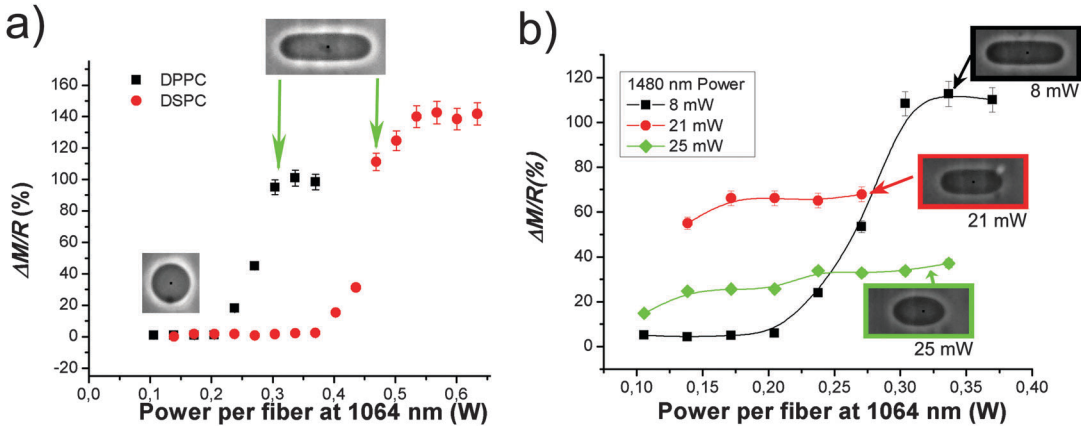 a)
DPPC
DSPC
ΔM/R (%)
160
140
120
100
80
60
40
20
0
-20
0,0 0,1 0,2 0,3 0,4 0,5 0,6
Power per fiber at 1064 nm (W)
b)
1480 nm Power
8 mW
21 mW
25 mW
ΔM/R(%)
120
100
80
60
40
20
0
8 mW
21 mW
25 mW
0,10 0,15 0,20 0,25 0,30 0,35 0,40
Power per fiber at 1064 nm (W)